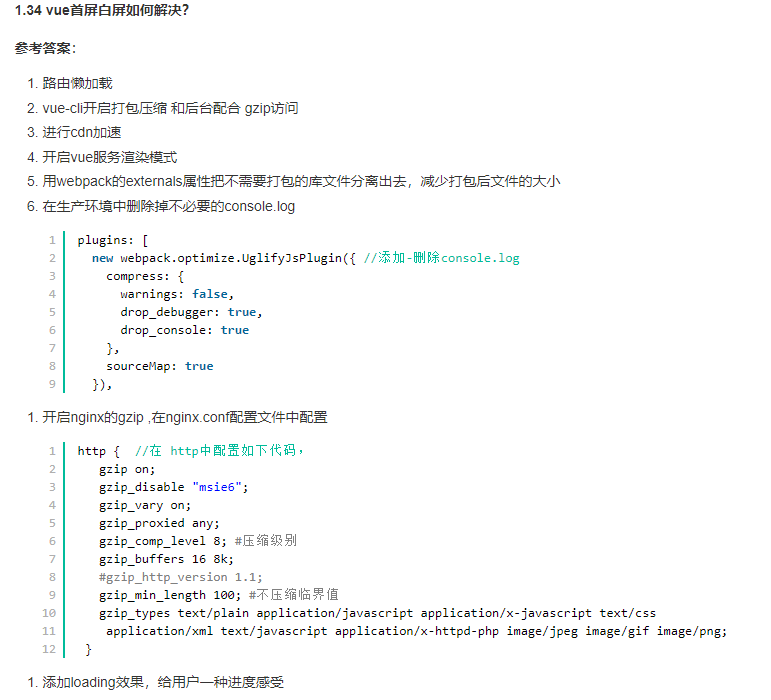 1.34 vue首屏白屏如何解决？
参考答案：
1. 路由懒加载
2. vue-cli开启打包压缩 和后台配合 gzip访问
3. 进行cdn加速
4. 开启vue服务渲染模式
5. 用webpack的externals属性把不需要打包的库文件分离出去，减少打包后文件的大小
6. 在生产环境中删除掉不必要的console.log
1 plugins: [
2   new webpack.optimize.UglifyJsPlugin({ //添加-删除console.log
3     compress: {
4       warnings: false,
5       drop_debugger: true,
6       drop_console: true
7     },
8     sourceMap: true
9   }),
1. 开启nginx的gzip ,在nginx.conf配置文件中配置
1 http {  //在 http中配置如下代码，
2    gzip on;
3    gzip_disable "msie6";
4    gzip_vary on;
5    gzip_proxied any;
6    gzip_comp_level 8; #压缩级别
7    gzip_buffers 16 8k;
8    #gzip_http_version 1.1;
9    gzip_min_length 100; #不压缩临界值
10    gzip_types text/plain application/javascript application/x-javascript text/css
11     application/xml text/javascript application/x-httpd-php image/jpeg image/gif image/png;
12  }
1. 添加loading效果，给用户一种进度感受